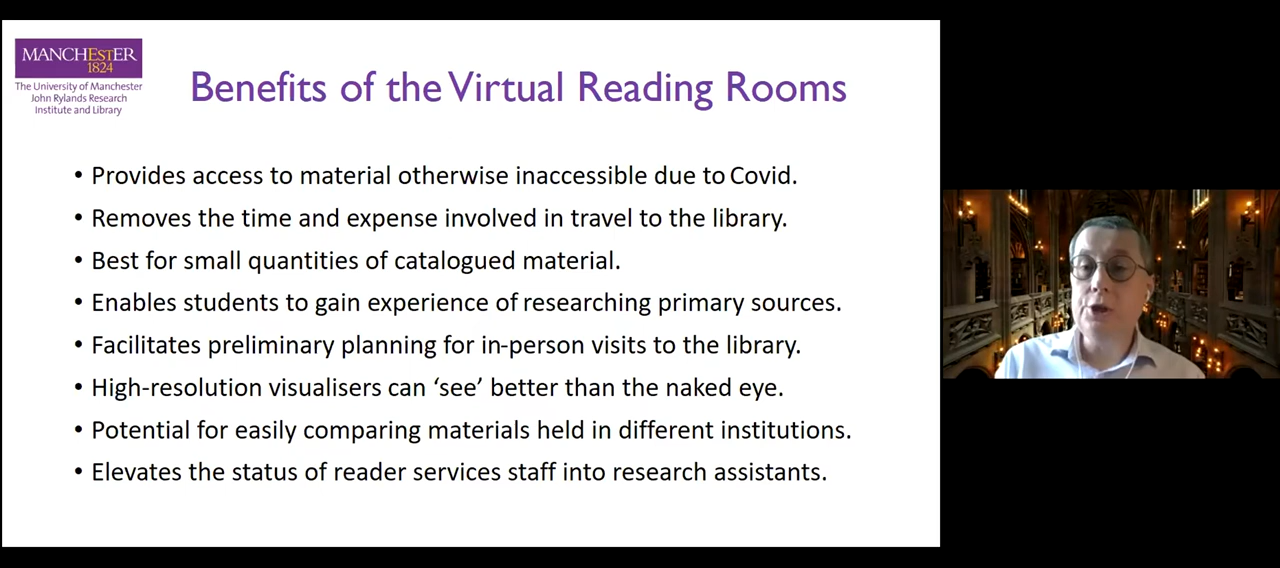 MANCHESTER
1824
The University of Manchester
John Rylands Research
Institute and Library
Benefits of the Virtual Reading Rooms
• Provides access to material otherwise inaccessible due to Covid.
• Removes the time and expense involved in travel to the library.
• Best for small quantities of catalogued material.
• Enables students to gain experience of researching primary sources.
• Facilitates preliminary planning for in-person visits to the library.
• High-resolution visualisers can ‘see’ better than the naked eye.
• Potential for easily comparing materials held in different institutions.
• Elevates the status of reader services staff into research assistants.